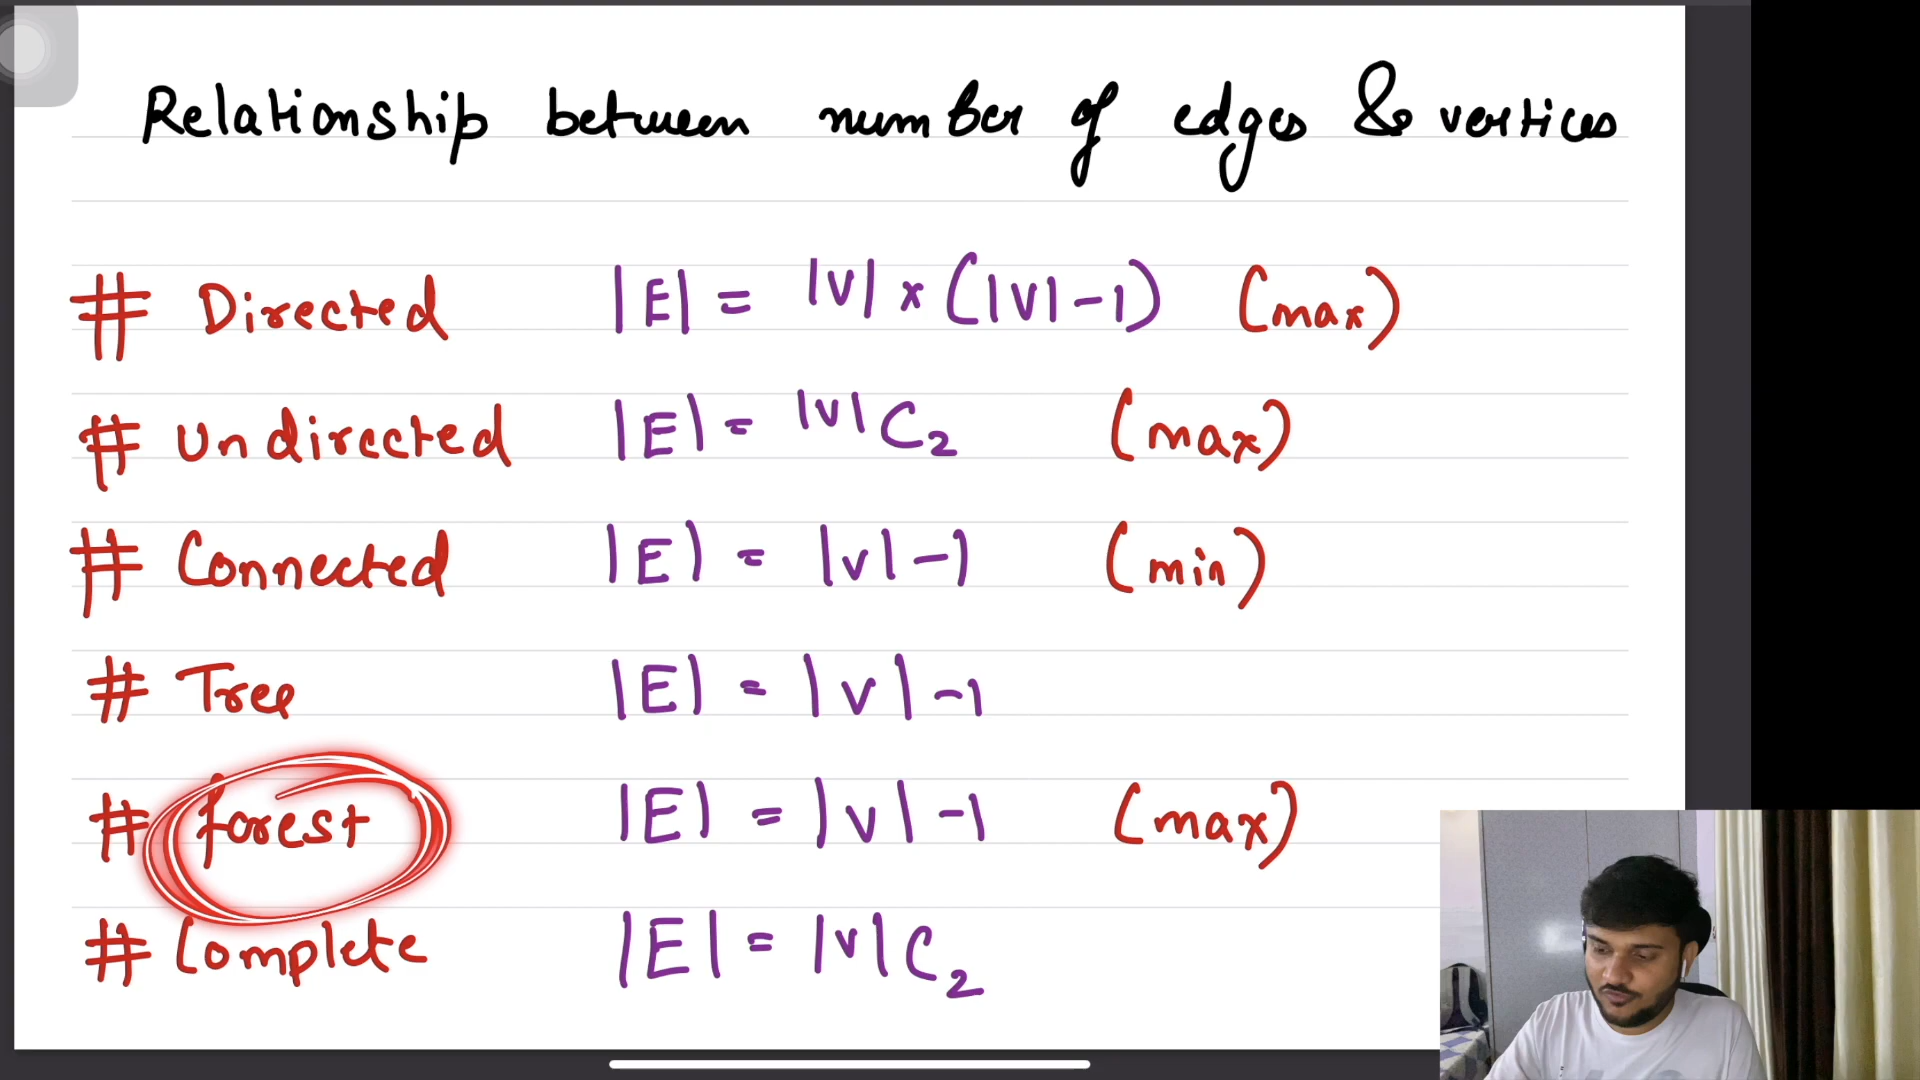 Relationship between number of edges & vertices
# Directed |E| = |V| x (|V|-1) (max)
# Undirected |E| = |V|C2 (max)
# Connected |E| = |V|-1 (min)
# Tree |E| = |V|-1
# forest |E| = |V|-1 (max)
# Complete |E| = |V|C2